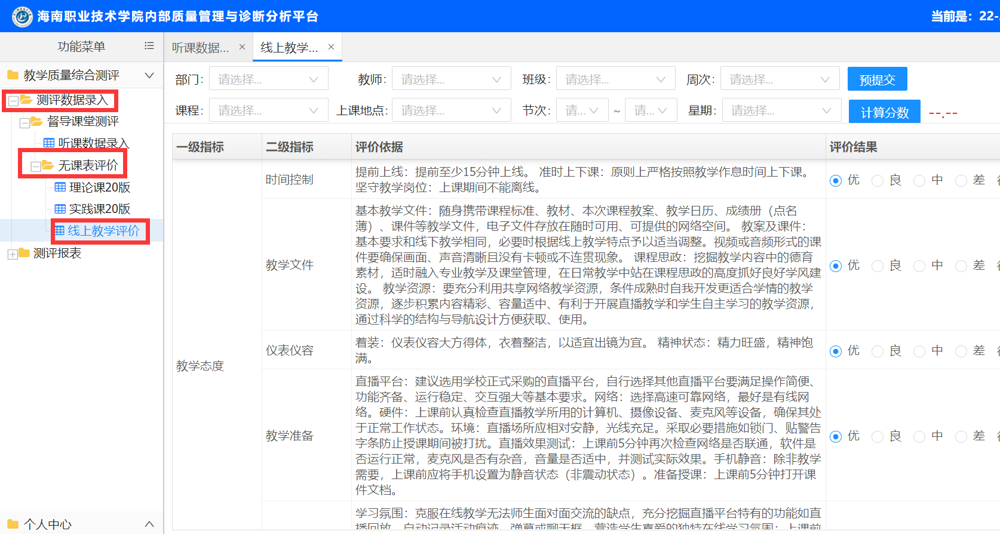 海南职业技术学院内部质量管理与诊断分析平台
当前是：22-
功能菜单
听课数据...
线上教学...
教学质量综合测评
测评数据录入
督导课堂测评
听课数据录入
无课表评价
理论课20版
实践课20版
线上教学评价
测评报表
个人中心
部门：
请选择...
教师：
请选择...
班级：
请选择...
周次：
请选择...
预提交
课程：
请选择...
上课地点：
请选择...
节次：
请...
~
请...
星期：
请选择...
计算分数
--.--
一级指标
二级指标
评价依据
评价结果
教学态度
时间控制
提前上线：提前至少15分钟上线。 准时上下课：原则上严格按照教学作息时间上下课。
坚守教学岗位：上课期间不能离线。
优 良 中 差
教学文件
基本教学文件：随身携带课程标准、教材、本次课程教案、教学日历、成绩册（点名
薄）、课件等教学文件，电子文件存放在随时可用、可提供的网络空间。 教案及课件：
基本要求和线下教学相同，必要时根据线上教学特点予以适当调整。视频或音频形式的课
件要确保画面、声音清晰且没有卡顿或不连贯现象。 课程思政：挖掘教学内容中的德育
素材，适时融入专业教学及课堂管理，在日常教学中站在课程思政的高度抓好良好学风建
设。 教学资源：要充分利用共享网络教学资源，条件成熟时自我开发更适合学情的教学
资源，逐步积累内容精彩、容量适中、有利于开展直播教学和学生自主学习的教学资源，
通过科学的结构与导航设计方便获取、使用。
优 良 中 差
仪表仪容
着装：仪表仪容大方得体，衣着整洁，以适宜出镜为宜。 精神状态：精力旺盛，精神饱
满。
优 良 中 差
教学准备
直播平台：建议选用学校正式采购的直播平台，自行选择其他直播平台要满足操作简便、
功能齐备、运行稳定、交互强大等基本要求。网络：选择高速可靠网络，最好是有线网
络。硬件：上课前认真检查直播教学所用的计算机、摄像设备、麦克风等设备，确保其处
于正常工作状态。环境：直播场所应相对安静，光线充足。采取必要措施如锁门、贴警告
字条防止授课期间被打扰。直播效果测试：上课前5分钟再次检查网络是否联通，软件是
否运行正常，麦克风是否有杂音，音量是否适中，并测试实际效果。手机静音：除非教学
需要，上课前应将手机设置为静音状态（非震动状态）。准备授课：上课前5分钟打开课
件文档。
优 良 中 差
学习氛围：克服在线教学无法师生面对面交流的缺点，充分挖掘直播平台特有的功能如直
播回放、自动记录活动痕迹、弹幕或聊天框，营造学生喜爱的独特在线学习氛围；上课前